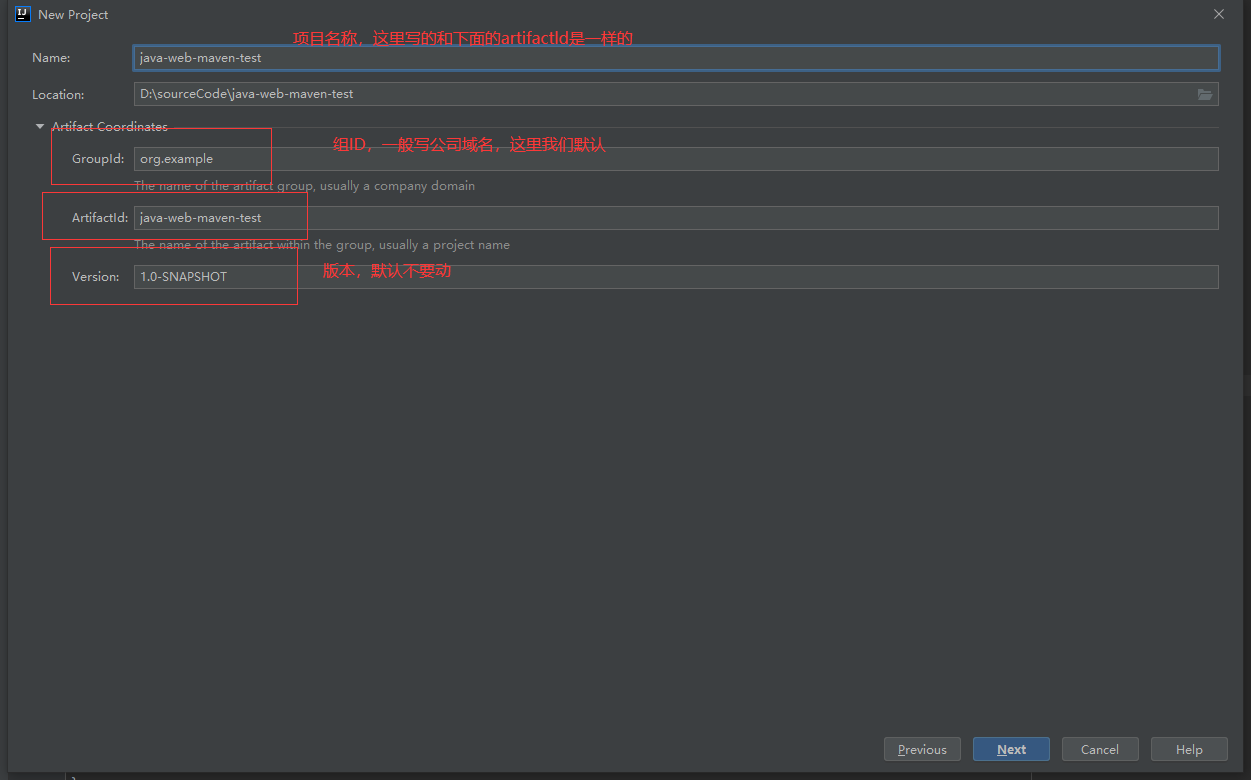 New Project
项目名称，这里写的和下面的artifactId是一样的
Name: java-web-maven-test
Location: D:\sourceCode\java-web-maven-test
Artifact Coordinates
组ID，一般写公司域名，这里我们默认
GroupId: org.example
The name of the artifact group, usually a company domain
ArtifactId: java-web-maven-test
The name of the artifact within the group, usually a project name
版本，默认不要动
Version: 1.0-SNAPSHOT
Previous Next Cancel Help